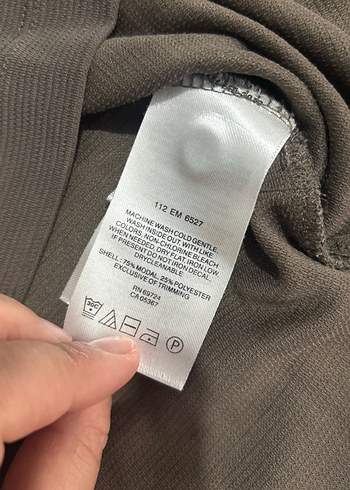 112 EM 6527
MACHINE WASH COLD GENTLE
WASH INSIDE OUT, WITH LIKE
COLORS, NON-CHLORINE BLEACH
WHEN NEEDED DRY FLAT, IRON LOW.
IF PRESENT DO NOT IRON DECAL.
DRYCLEANABLE
SHELL: 75% MODAL, 25% POLYESTER
EXCLUSIVE OF TRIMMING
RN 69724
CA 05367
30C
P